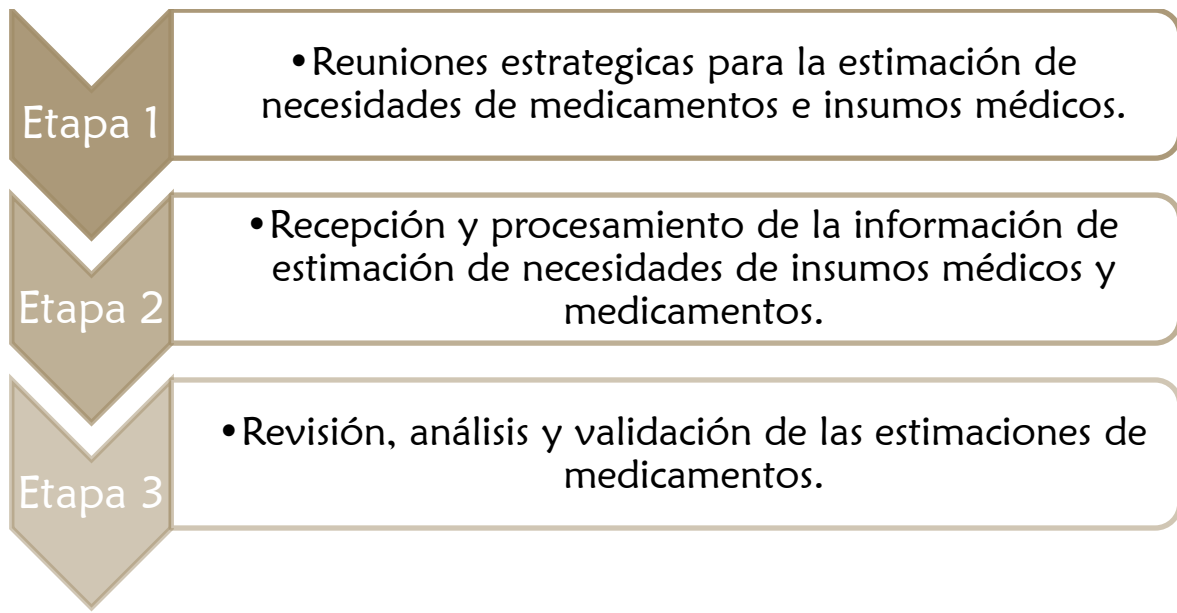 Etapa 1
•Reuniones estrategicas para la estimación de
necesidades de medicamentos e insumos médicos.
Etapa 2
•Recepción y procesamiento de la información de
estimación de necesidades de insumos médicos y
medicamentos.
Etapa 3
•Revisión, análisis y validación de las estimaciones de
medicamentos.